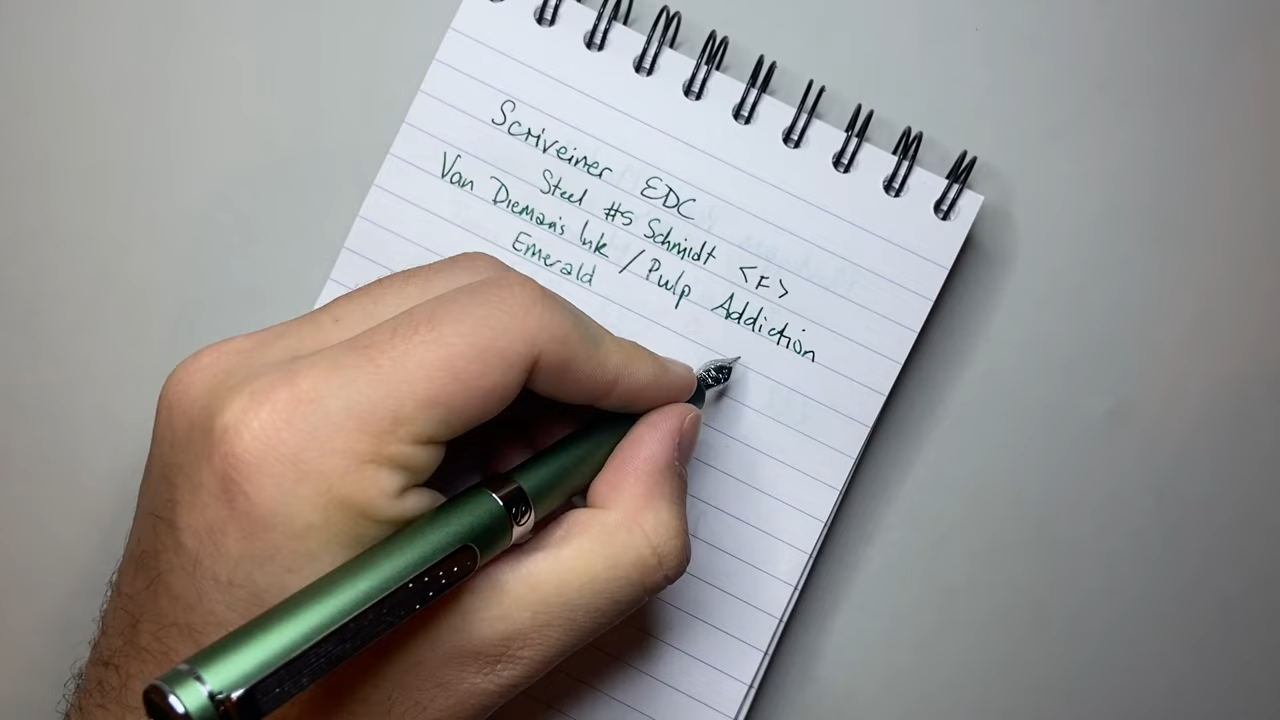 Scriveiner EDC
Steel #5 Schmidt <F>
Van Dieman's Ink / Pulp Addiction
Emerald